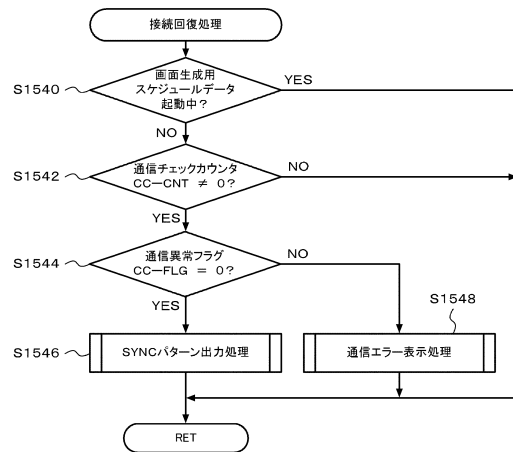 接続回復処理
S1540
画面生成用
スケジュールデータ
起動中？
YES
NO
S1542
通信チェックカウンタ
CC－CNT ≠ 0？
NO
YES
S1544
通信異常フラグ
CC－FLG = 0？
NO
YES
S1546
SYNCパターン出力処理
S1548
通信エラー表示処理
RET